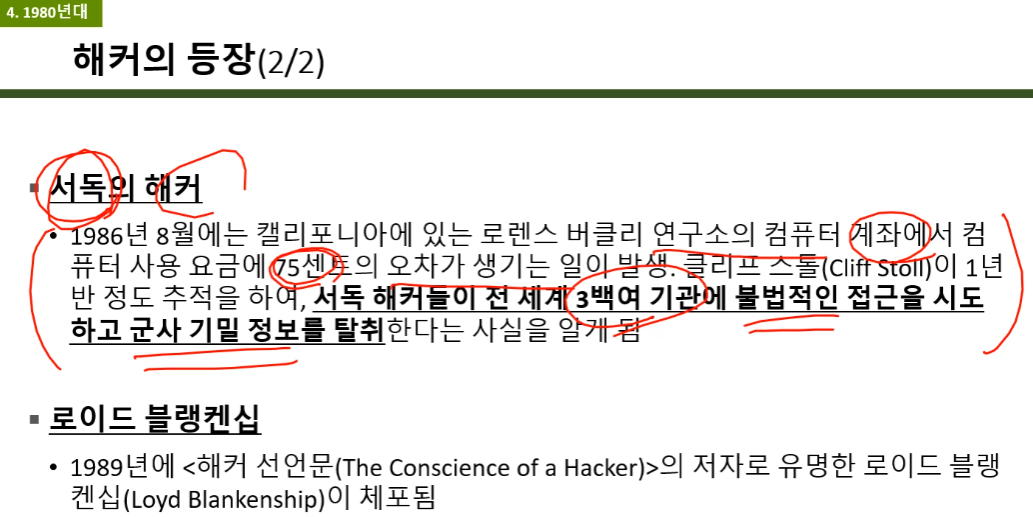 4. 1980년대
해커의 등장(2/2)
▪ 서독의 해커
• 1986년 8월에는 캘리포니아에 있는 로렌스 버클리 연구소의 컴퓨터 계좌에서 컴
퓨터 사용 요금에 75센트의 오차가 생기는 일이 발생. 클리프 스톨(Cliff Stoll)이 1년
반 정도 추적을 하여, 서독 해커들이 전 세계 3백여 기관에 불법적인 접근을 시도
하고 군사 기밀 정보를 탈취한다는 사실을 알게 됨
▪ 로이드 블랭켄십
• 1989년에 <해커 선언문(The Conscience of a Hacker)>의 저자로 유명한 로이드 블랭
켄십(Loyd Blankenship)이 체포됨